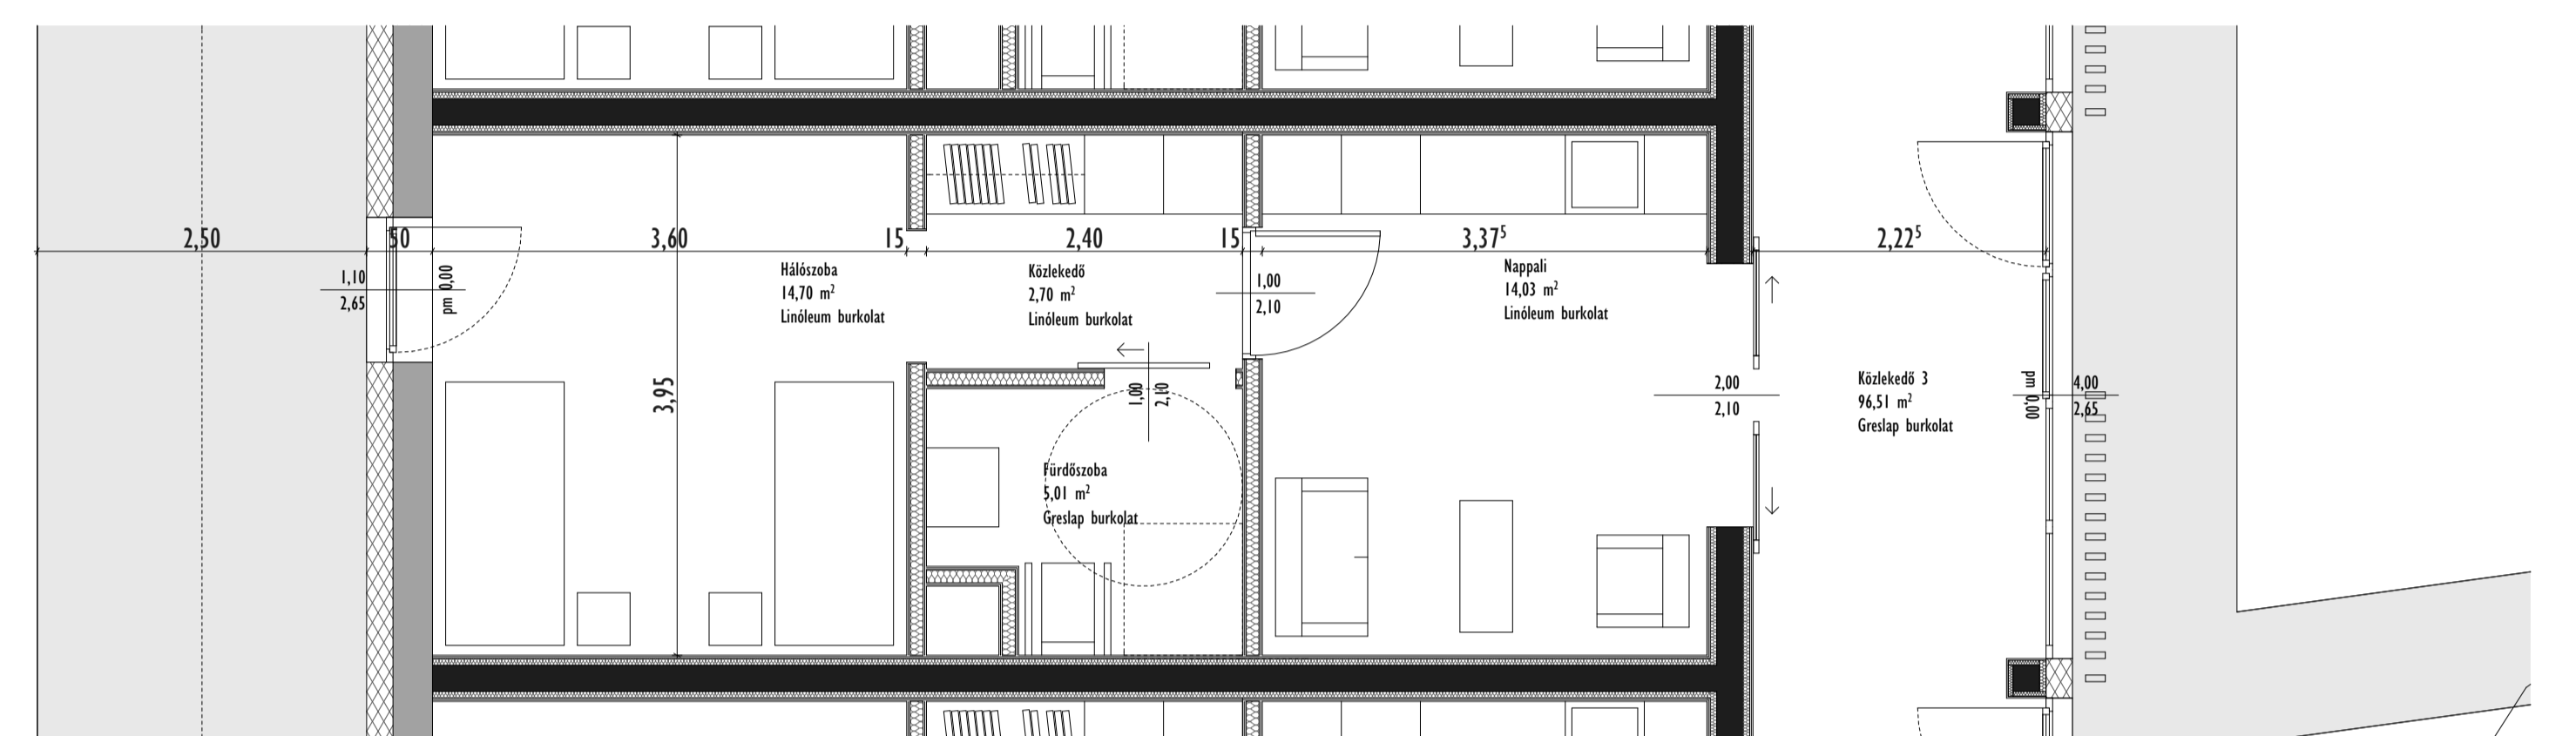 2,50
50
3,60
15
2,40
15
3,37⁵
2,22⁵
1,10
2,65
pm 0,00
Hálószoba
14,70 m²
Linóleum burkolat
Közlekedő
2,70 m²
Linóleum burkolat
1,00
2,10
Nappali
14,03 m²
Linóleum burkolat
3,95
1,00
2,10
2,00
2,10
Közlekedő 3
96,51 m²
Greslap burkolat
pm 0,00
4,00
2,65
Fürdőszoba
5,01 m²
Greslap burkolat